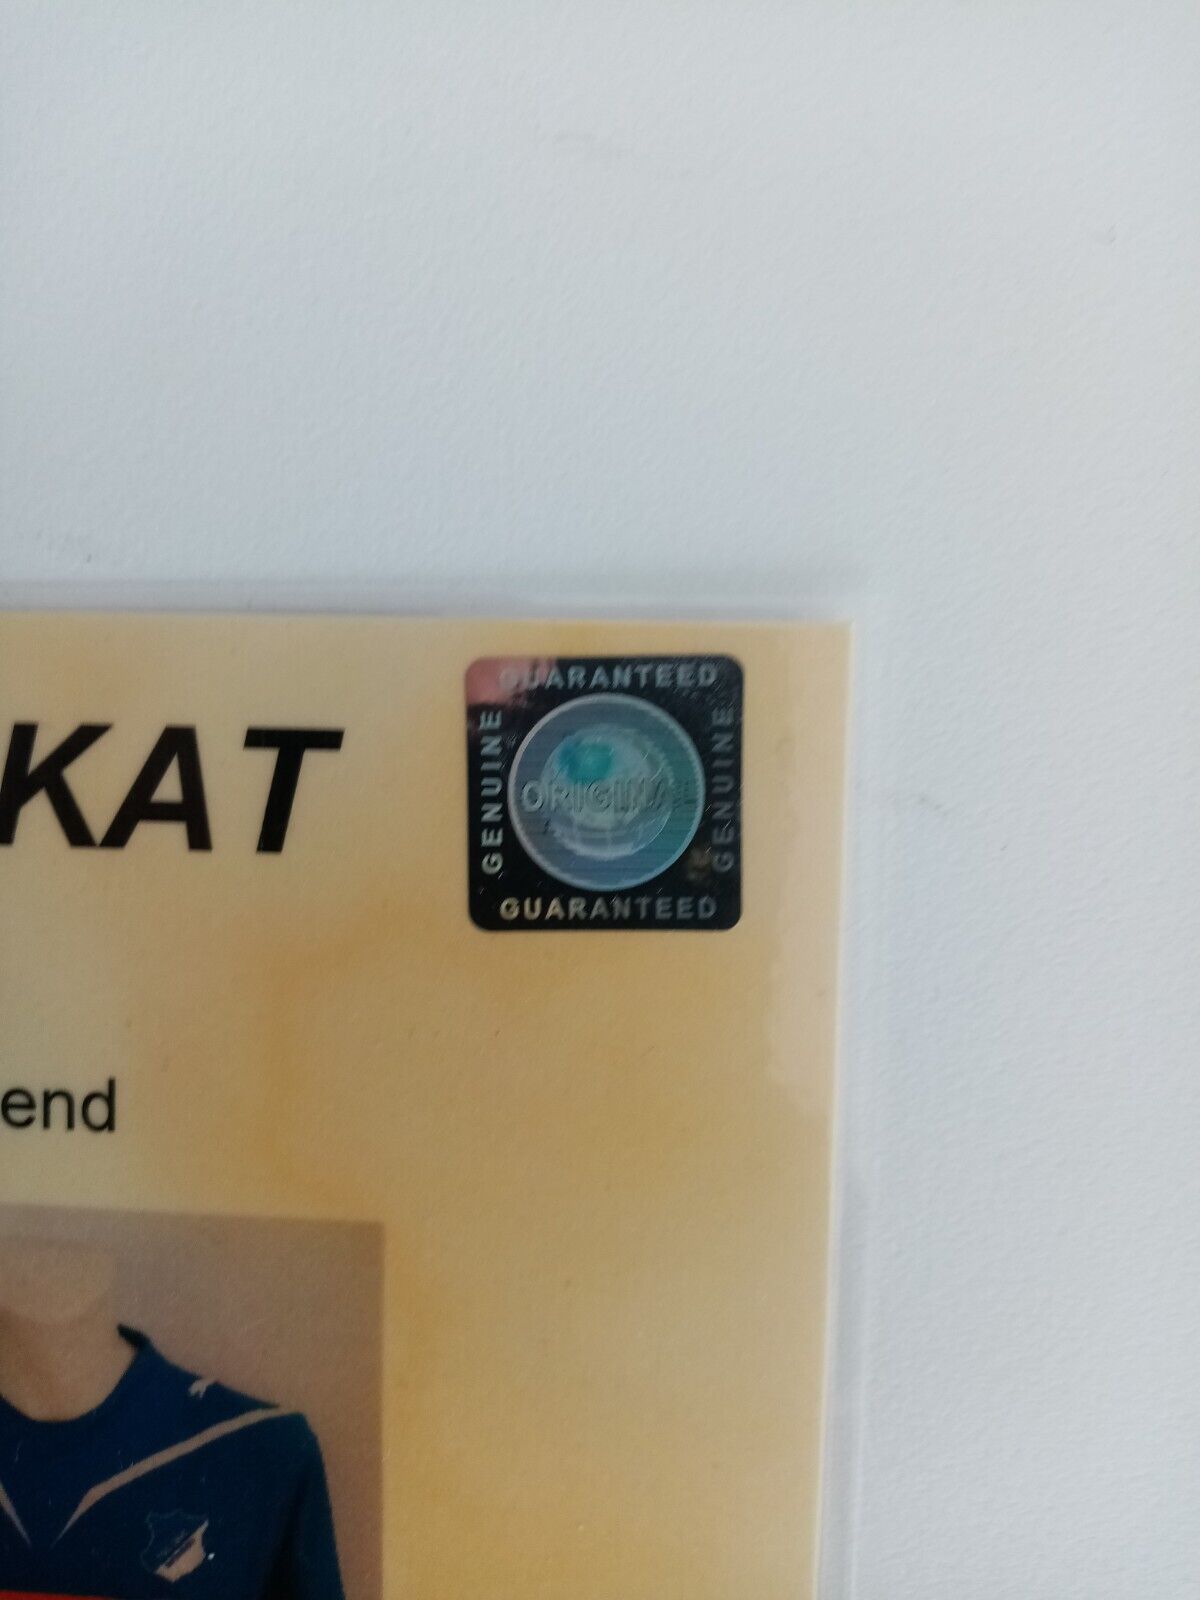 KAT
GUARANTEED
GENUINE
ORIGINAL
GENUINE
GUARANTEED
end